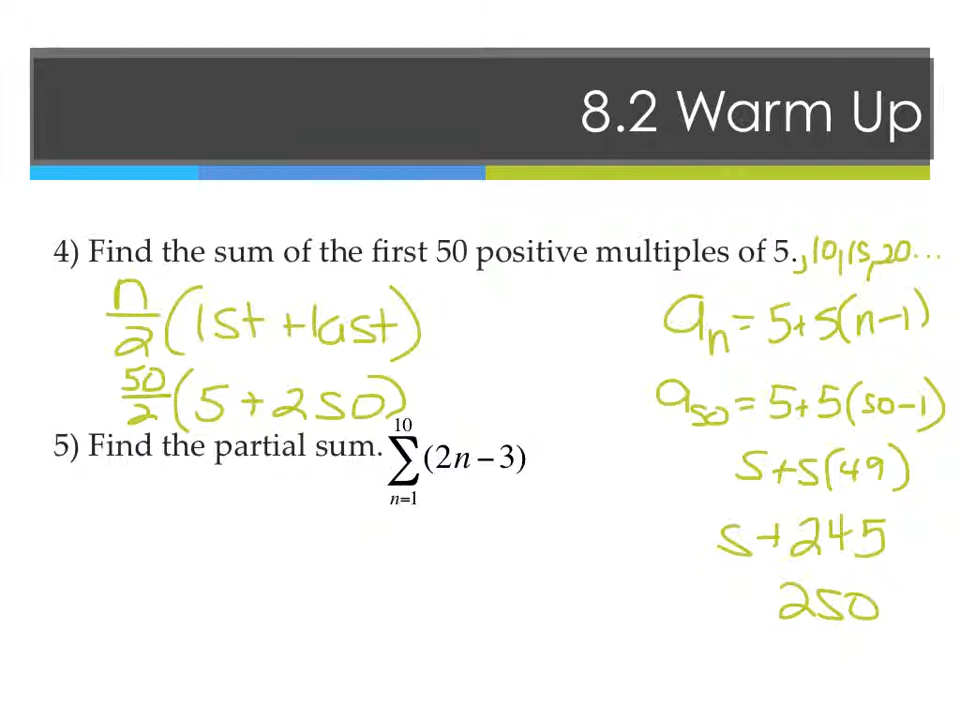 8.2 Warm Up
4) Find the sum of the first 50 positive multiples of 5. , 10, 15, 20 ...
n/2 (1st + last)
aₙ = 5 + 5(n - 1)
50/2 (5 + 250)
a₅₀ = 5 + 5(50 - 1)
5) Find the partial sum. ∑_{n=1}^{10} (2n - 3)
5 + 5(49)
5 + 245
250